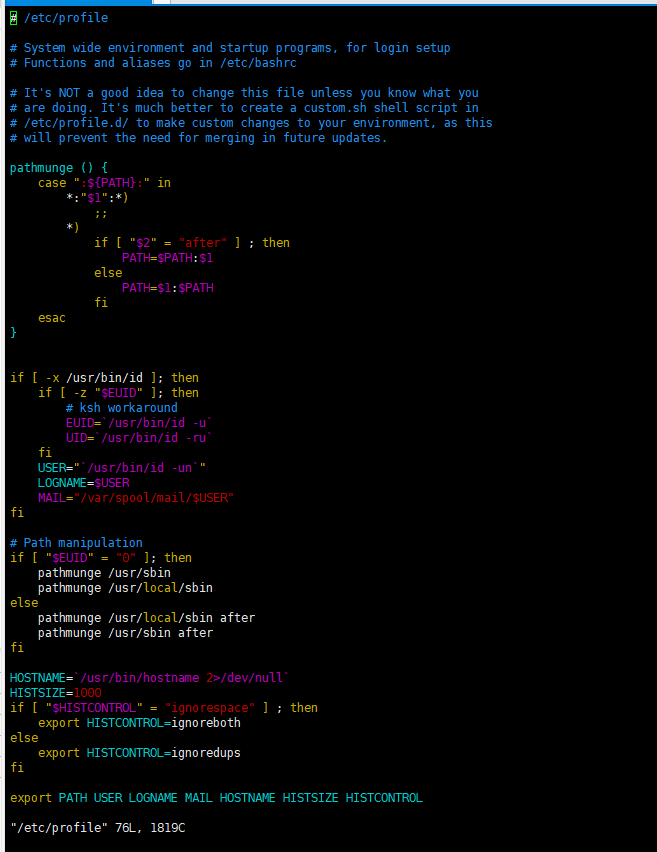 # /etc/profile

# System wide environment and startup programs, for login setup
# Functions and aliases go in /etc/bashrc

# It's NOT a good idea to change this file unless you know what you
# are doing. It's much better to create a custom.sh shell script in
# /etc/profile.d/ to make custom changes to your environment, as this
# will prevent the need for merging in future updates.

pathmunge () {
    case ":${PATH}:" in
        *:"$1":*)
            ;;
        *)
            if [ "$2" = "after" ] ; then
                PATH=$PATH:$1
            else
                PATH=$1:$PATH
            fi
    esac
}


if [ -x /usr/bin/id ]; then
    if [ -z "$EUID" ]; then
        # ksh workaround
        EUID=`/usr/bin/id -u`
        UID=`/usr/bin/id -ru`
    fi
    USER="`/usr/bin/id -un`"
    LOGNAME=$USER
    MAIL="/var/spool/mail/$USER"
fi

# Path manipulation
if [ "$EUID" = "0" ]; then
    pathmunge /usr/sbin
    pathmunge /usr/local/sbin
else
    pathmunge /usr/local/sbin after
    pathmunge /usr/sbin after
fi

HOSTNAME=`/usr/bin/hostname 2>/dev/null`
HISTSIZE=1000
if [ "$HISTCONTROL" = "ignorespace" ] ; then
    export HISTCONTROL=ignoreboth
else
    export HISTCONTROL=ignoredups
fi

export PATH USER LOGNAME MAIL HOSTNAME HISTSIZE HISTCONTROL

"/etc/profile" 76L, 1819C